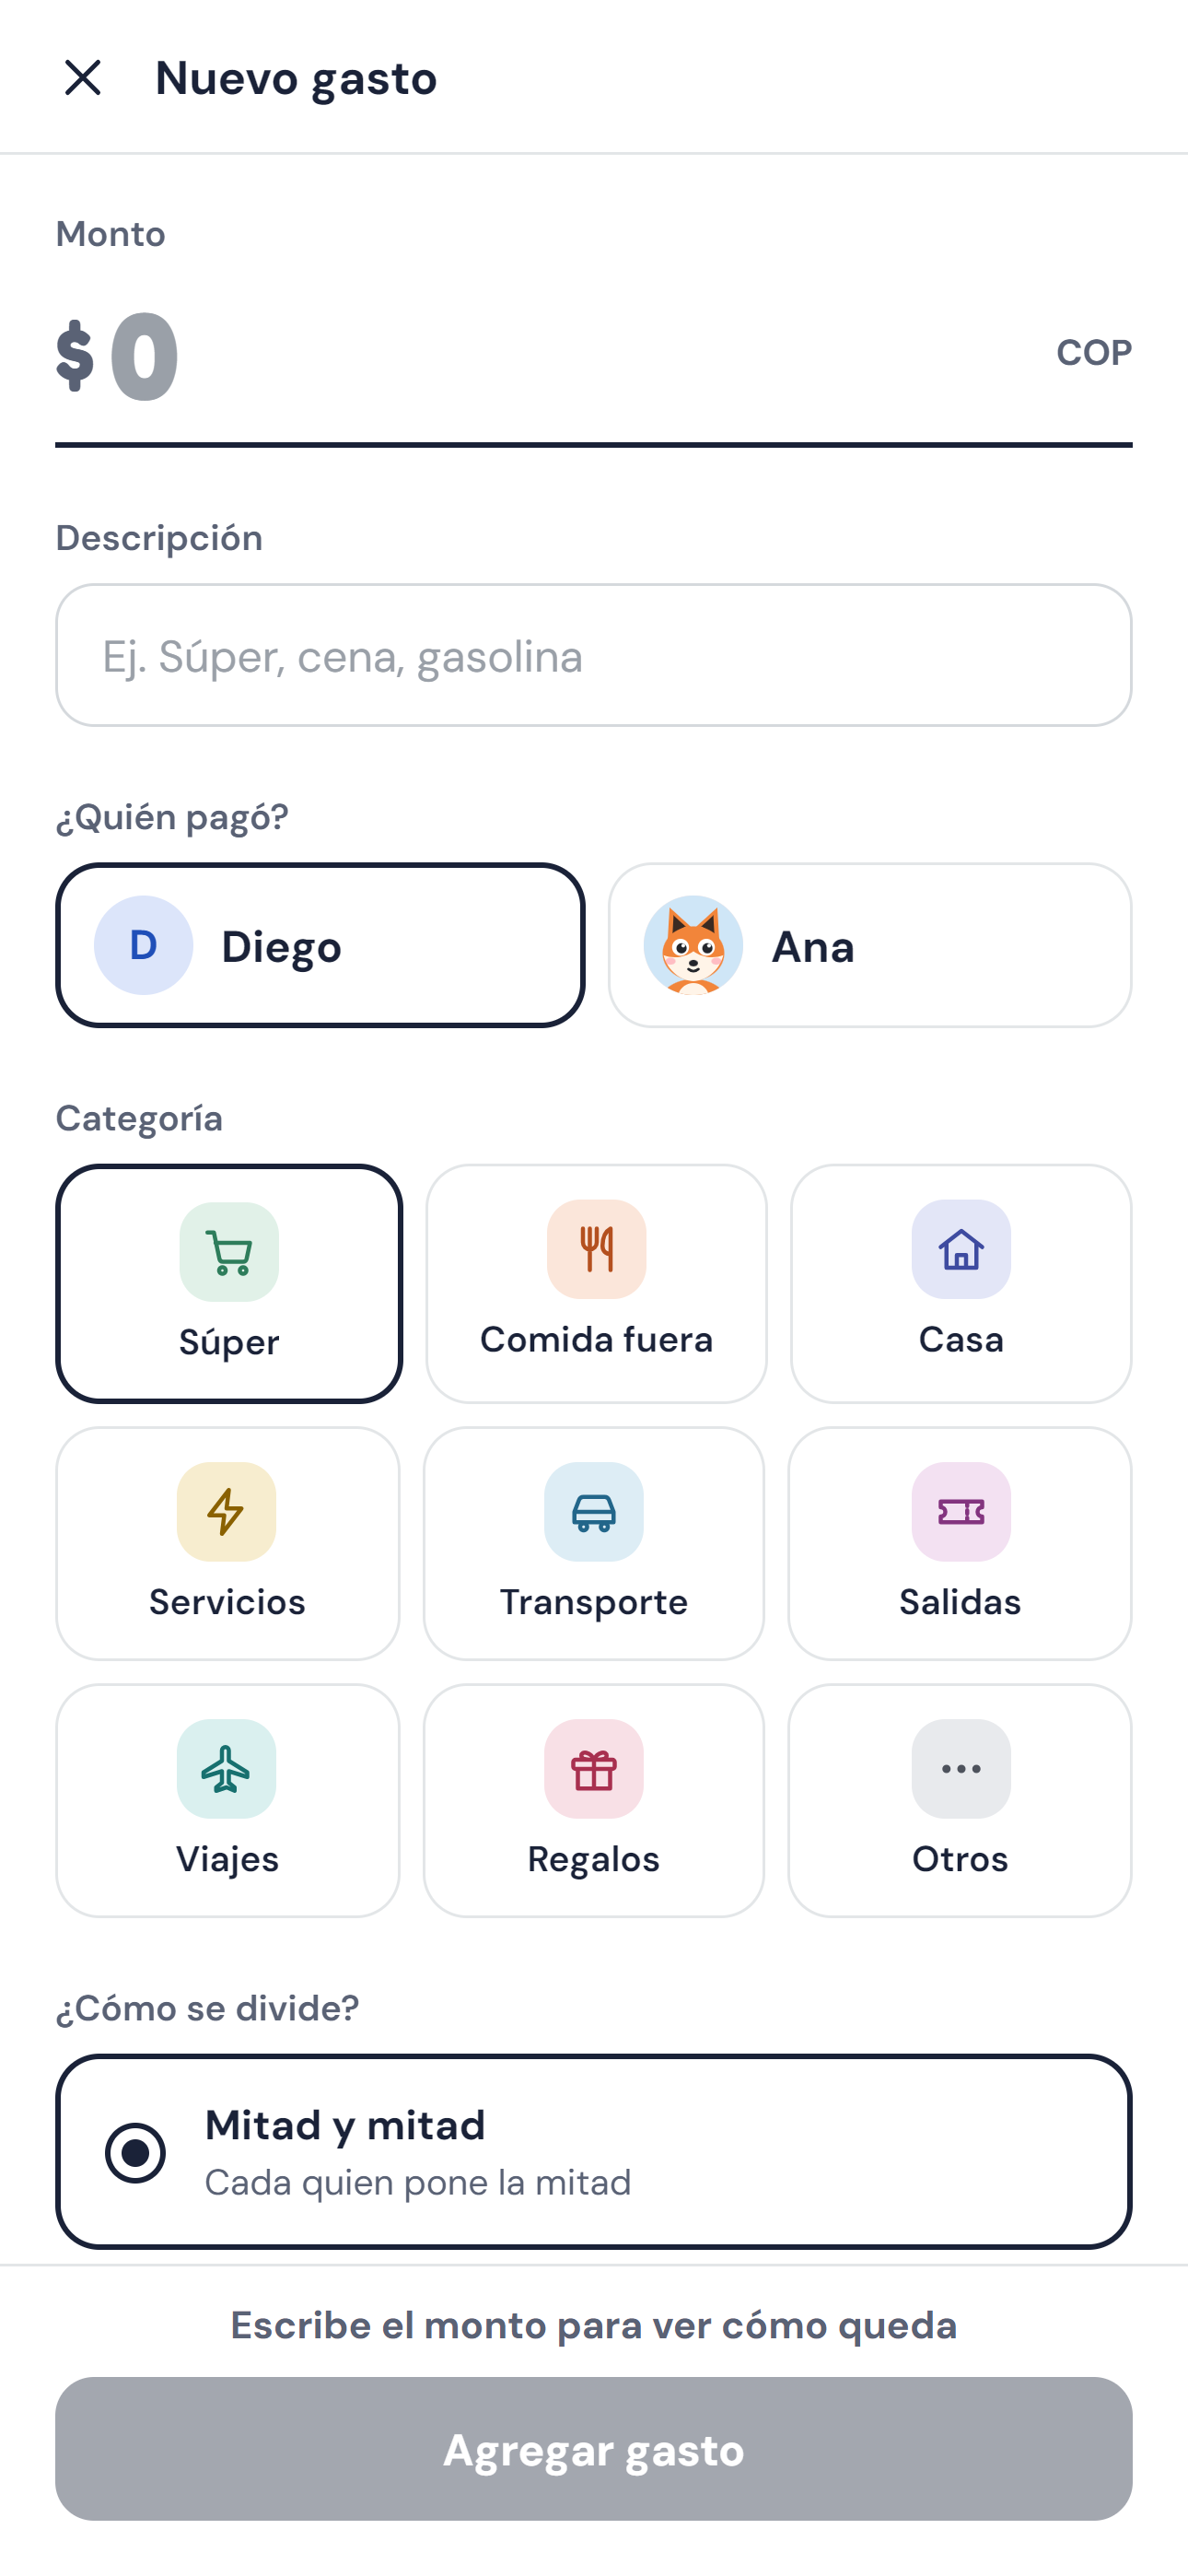 Nuevo gasto
Monto
$ 0 COP
Descripción
Ej. Súper, cena, gasolina
¿Quién pagó?
D Diego Ana
Categoría
Súper Comida fuera Casa
Servicios Transporte Salidas
Viajes Regalos Otros
¿Cómo se divide?
Mitad y mitad
Cada quien pone la mitad
Escribe el monto para ver cómo queda
Agregar gasto